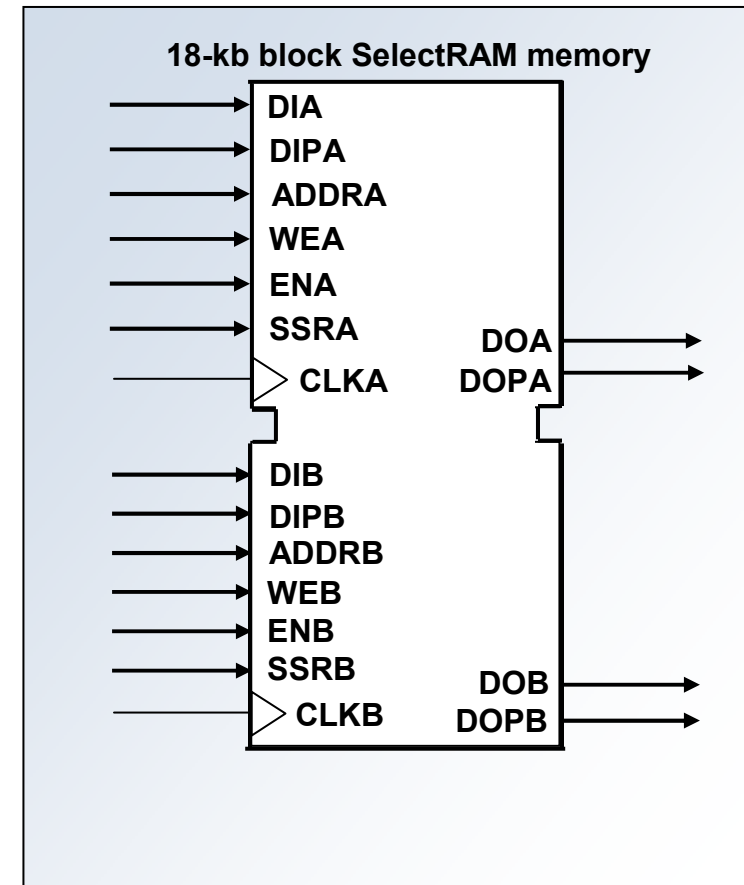 18-kb block SelectRAM memory
DIA
DIPA
ADDRA
WEA
ENA
SSRA
DOA
CLKA
DOPA
DIB
DIPB
ADDRB
WEB
ENB
SSRB
DOB
CLKB
DOPB